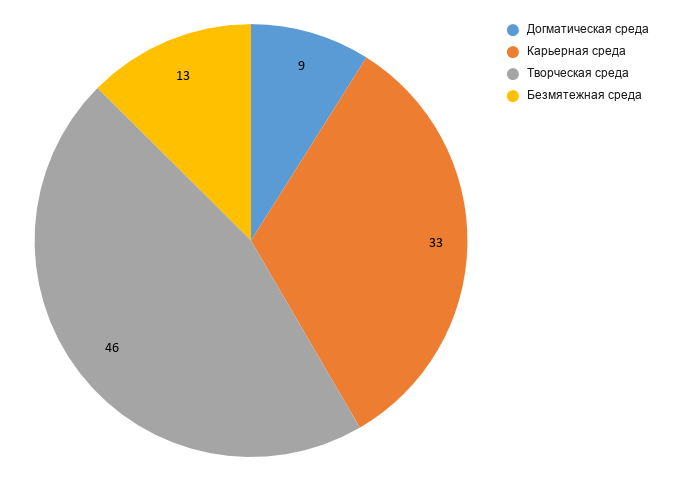 Догматическая среда
Карьерная среда
Творческая среда
Безмятежная среда
9
13
33
46